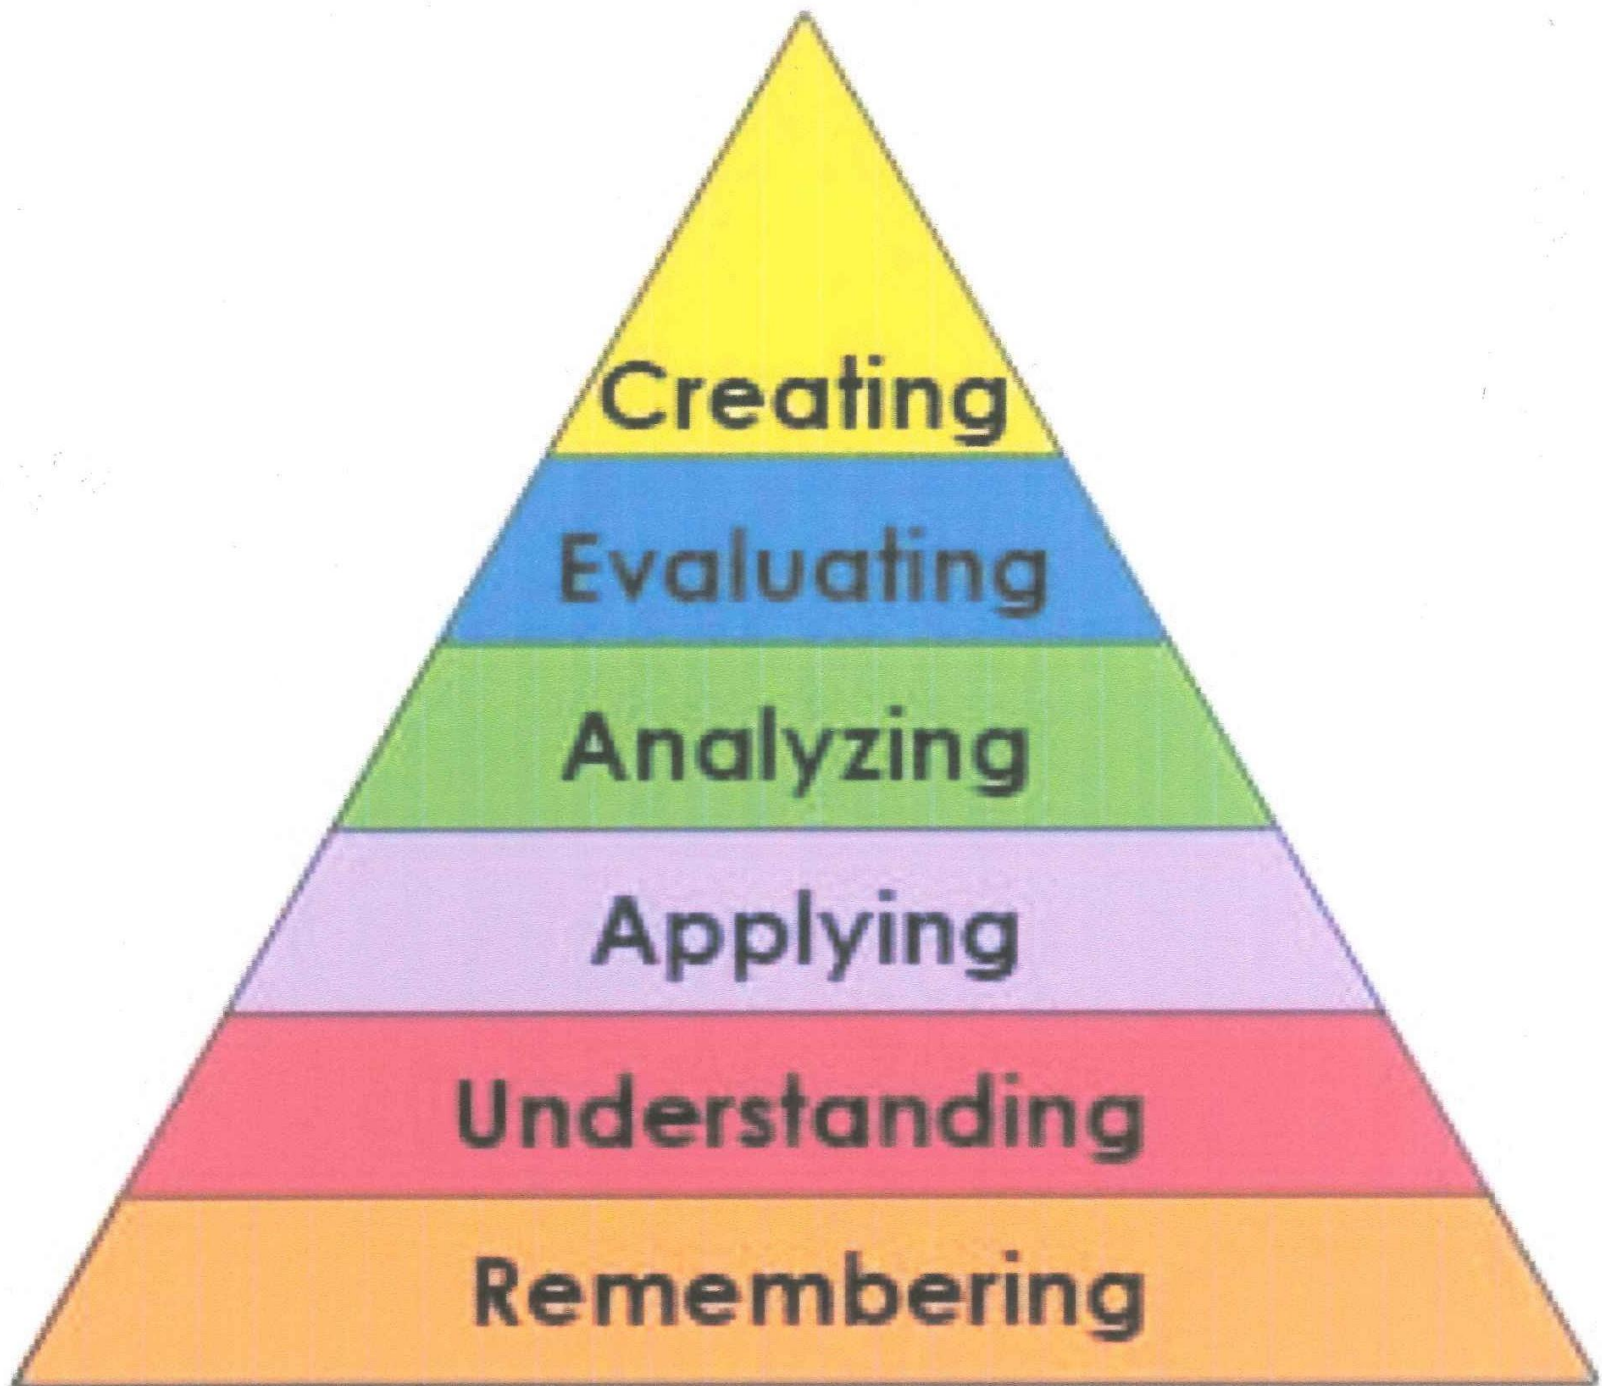 Creating
Evaluating
Analyzing
Applying
Understanding
Remembering